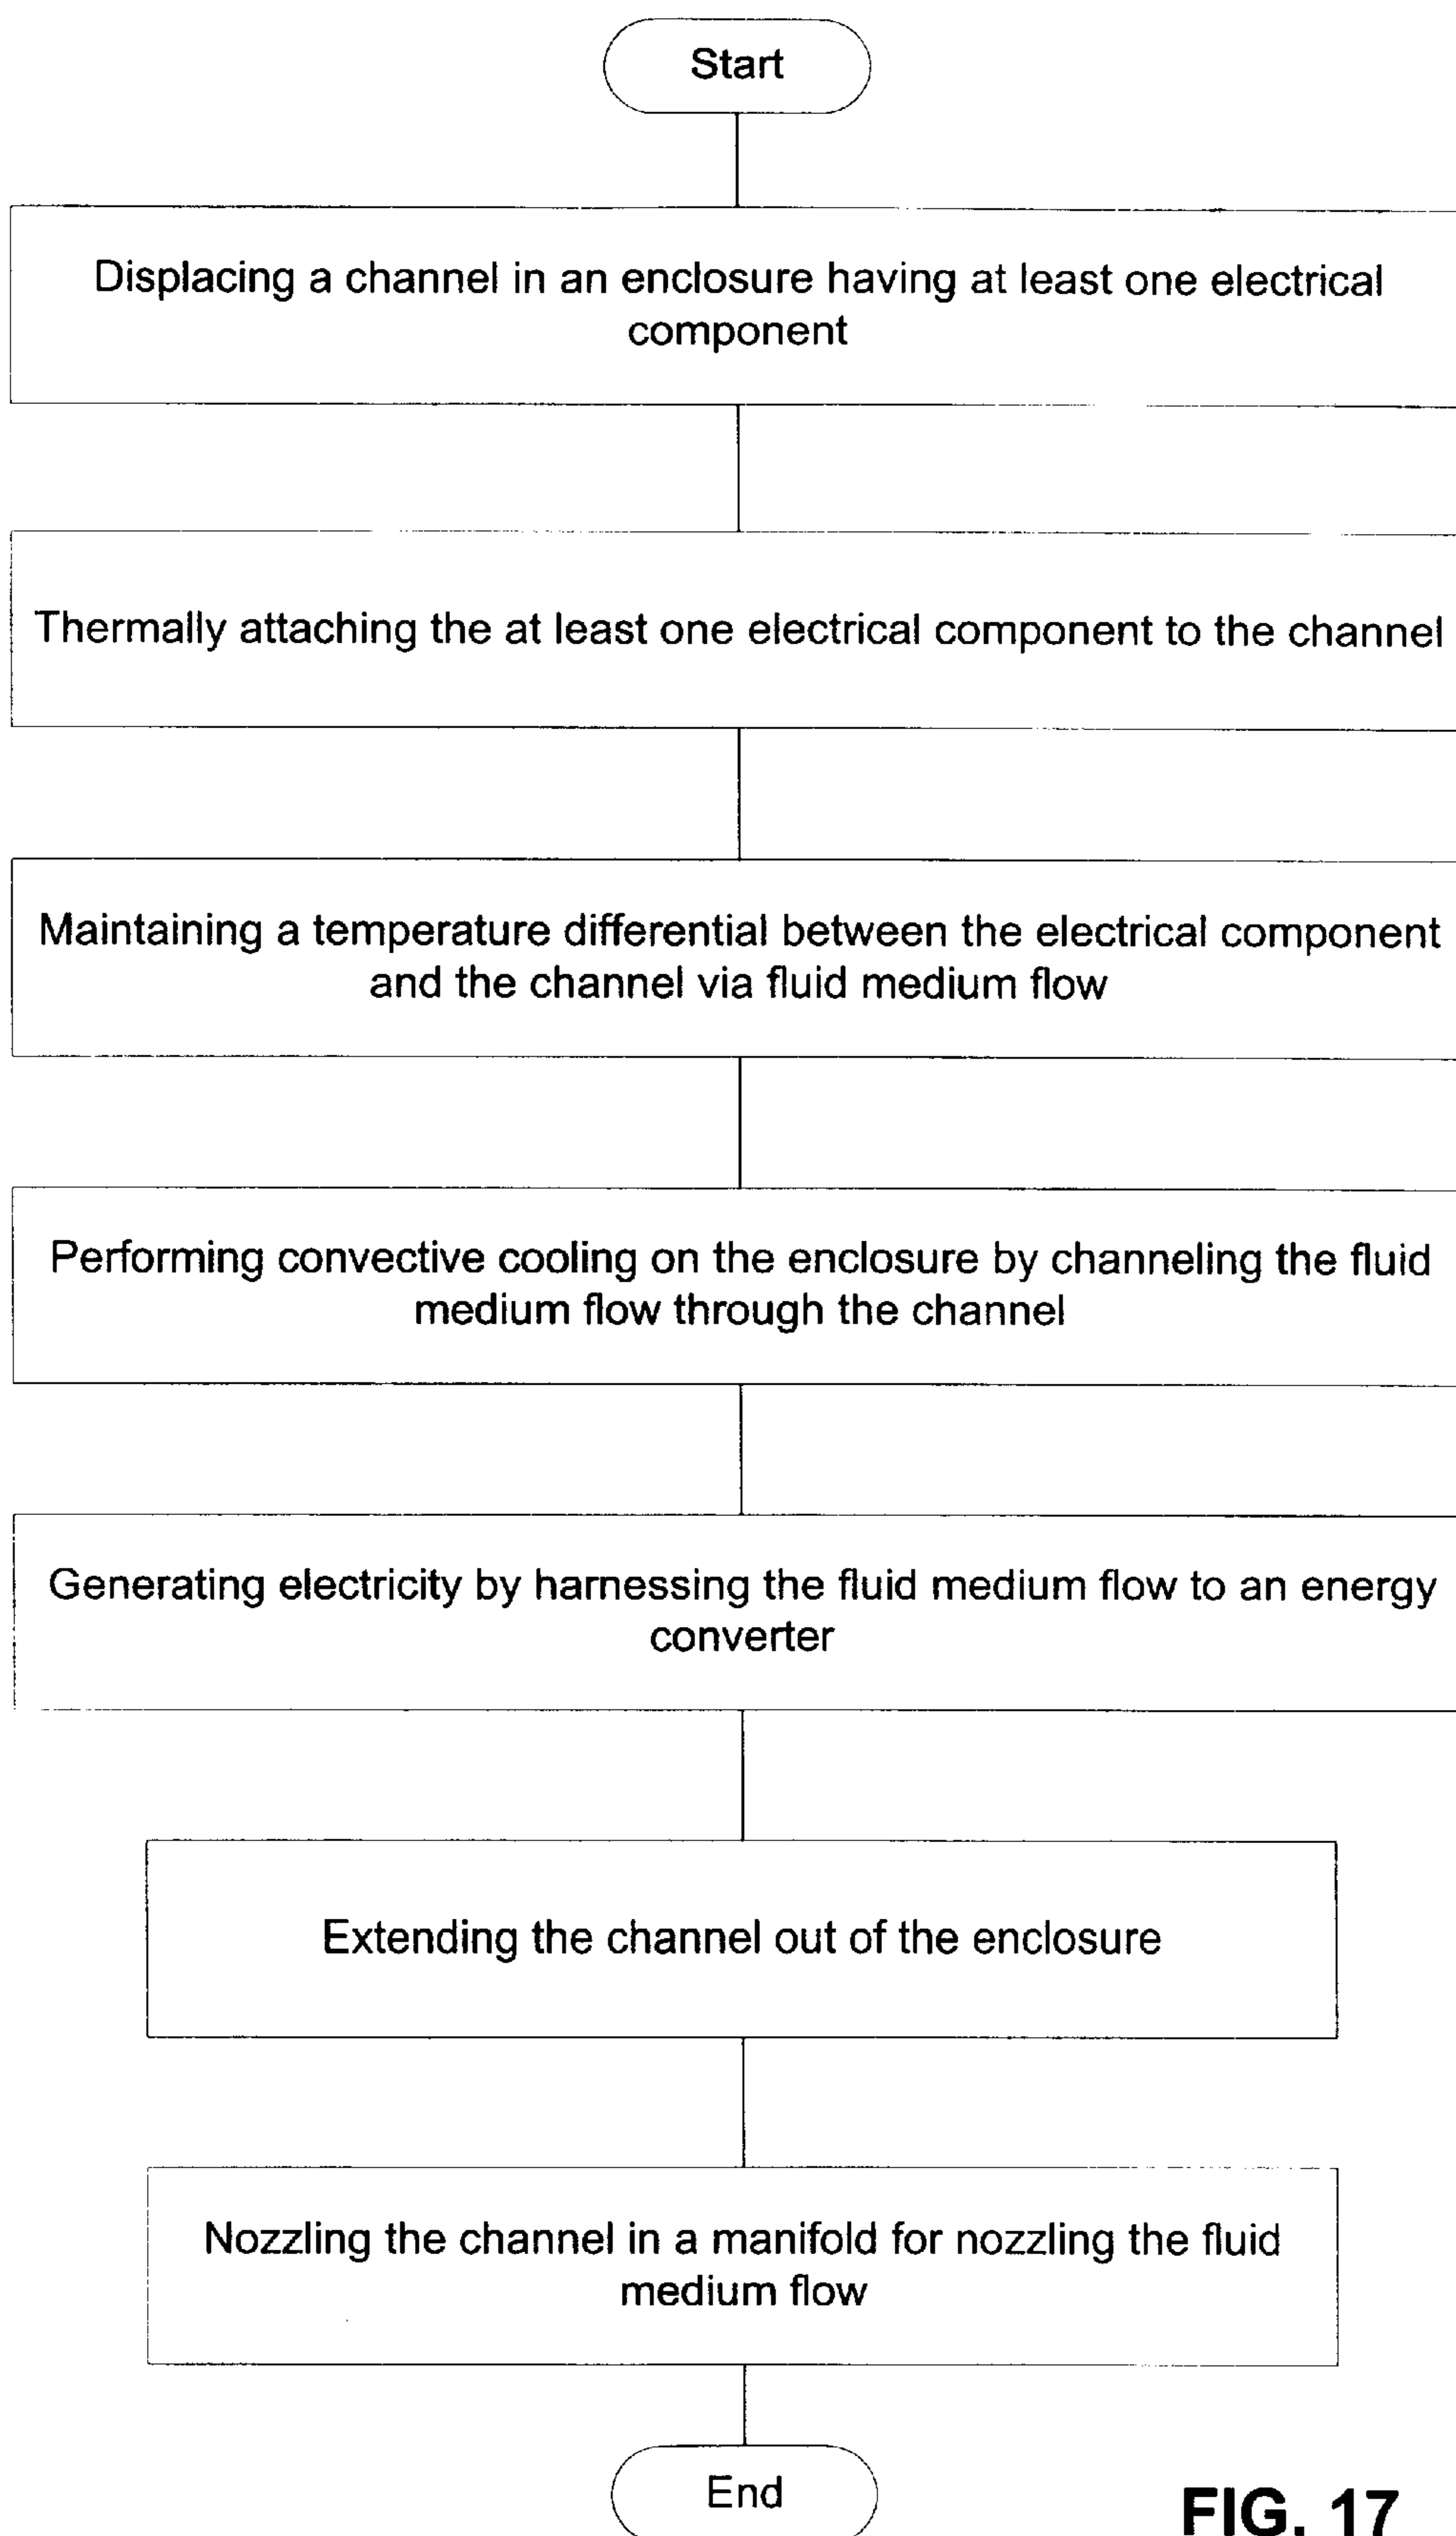 Start
Displacing a channel in an enclosure having at least one electrical
component
Thermally attaching the at least one electrical component to the channel
Maintaining a temperature differential between the electrical component
and the channel via fluid medium flow
Performing convective cooling on the enclosure by channeling the fluid
medium flow through the channel
Generating electricity by harnessing the fluid medium flow to an energy
converter
Extending the channel out of the enclosure
Nozzling the channel in a manifold for nozzling the fluid
medium flow
End
FIG. 17